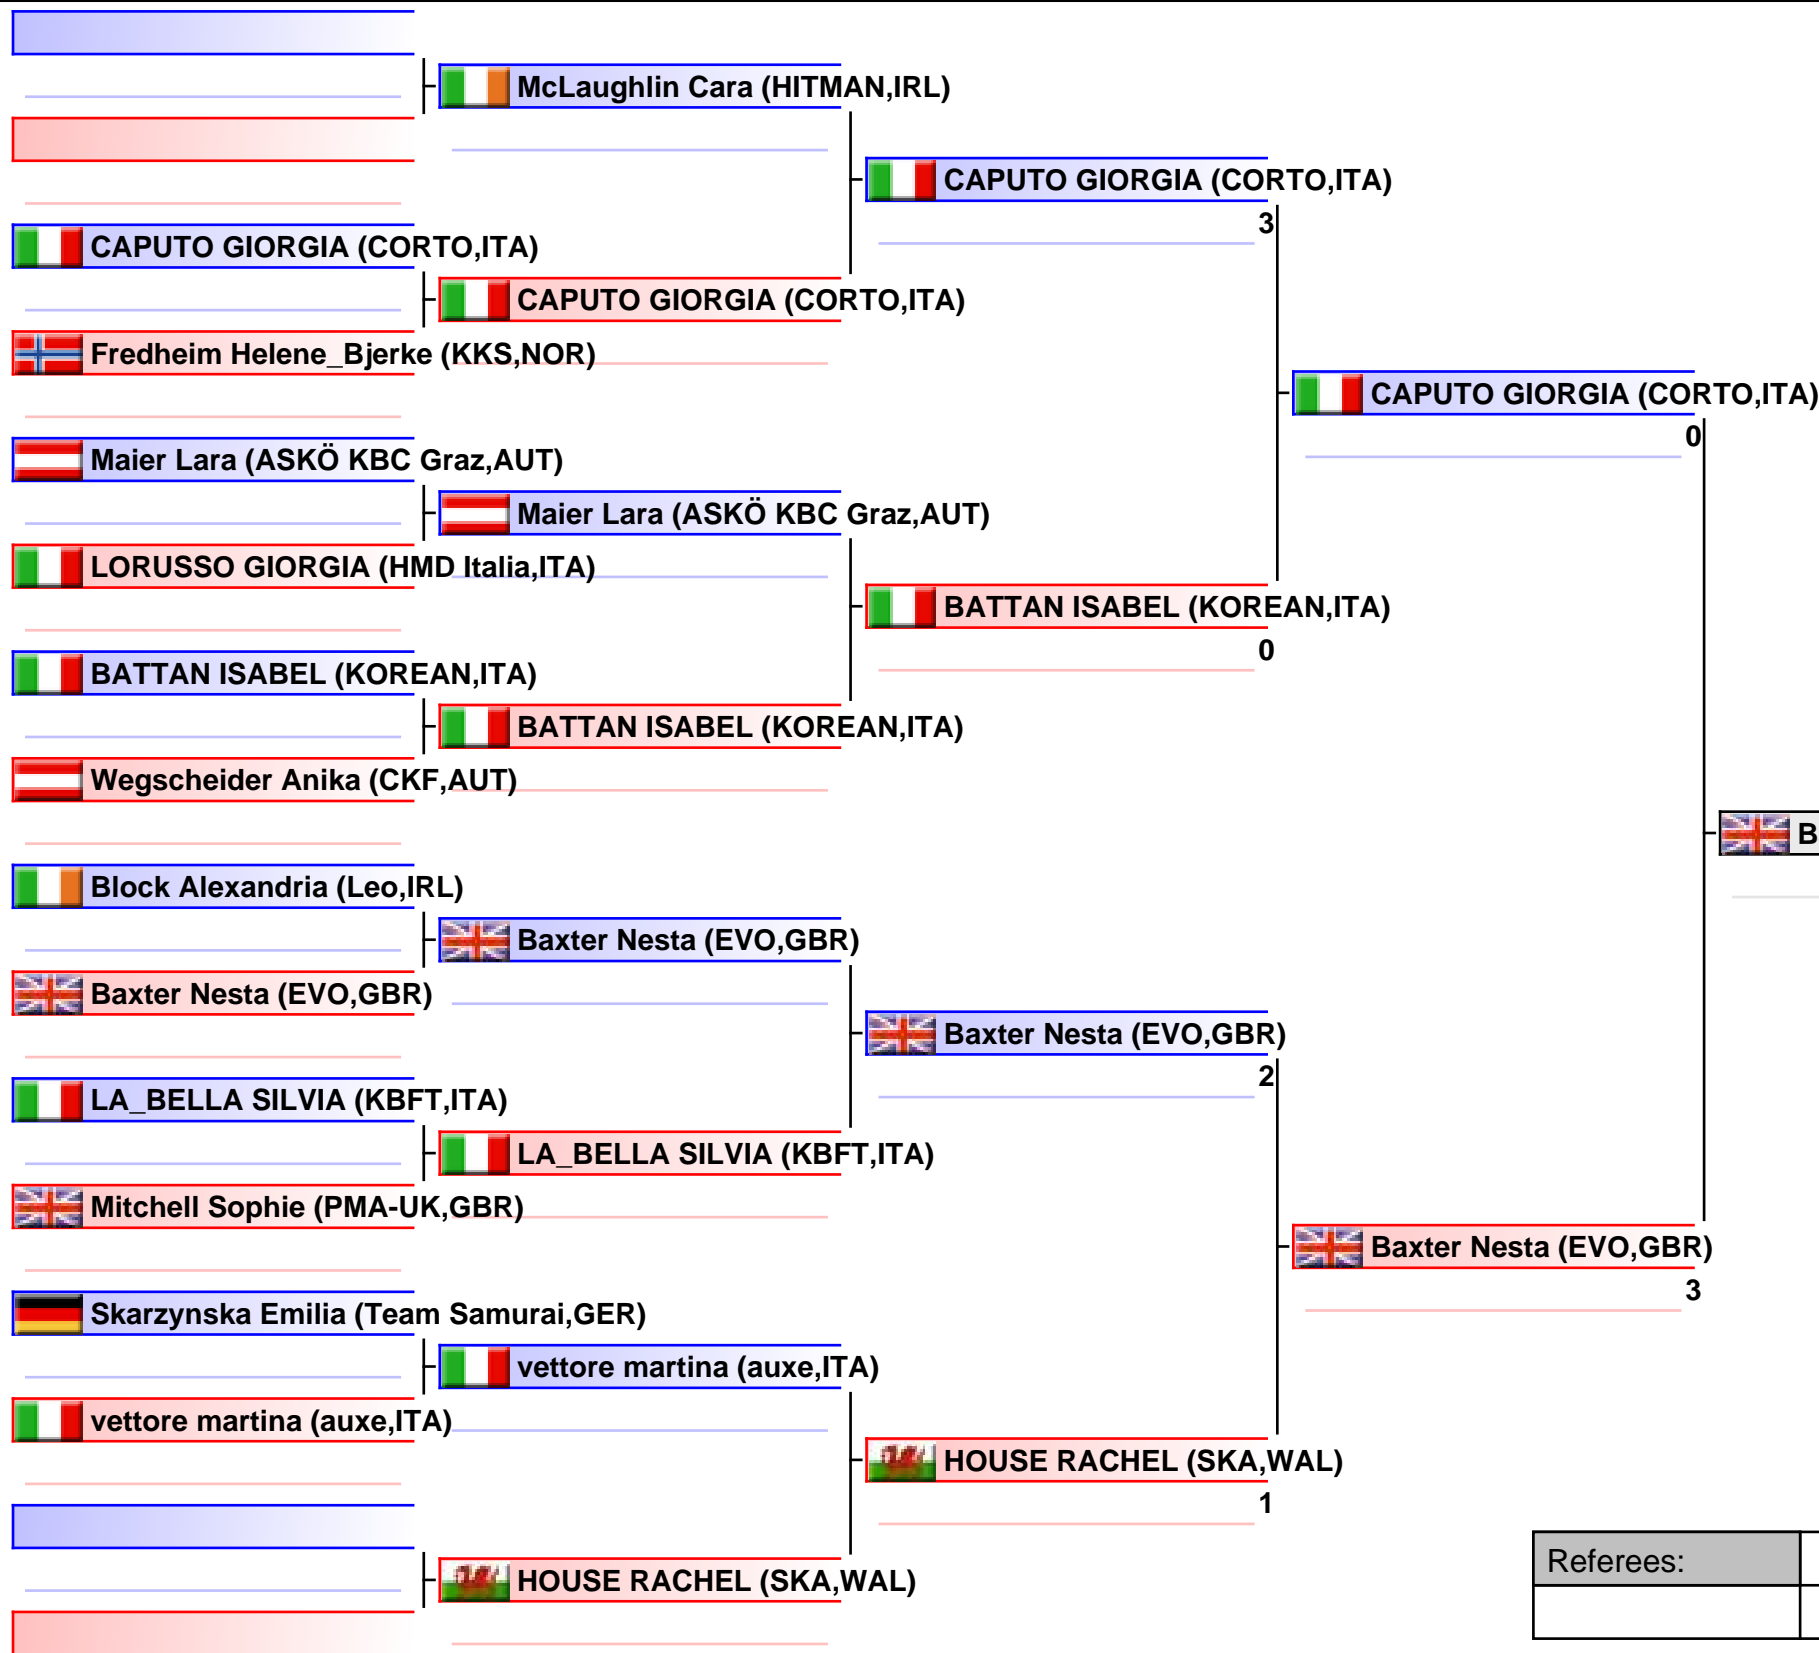 McLaughlin Cara (HITMAN,IRL)
CAPUTO GIORGIA (CORTO,ITA)
3
CAPUTO GIORGIA (CORTO,ITA)
CAPUTO GIORGIA (CORTO,ITA)
Fredheim Helene_Bjerke (KKS,NOR)
CAPUTO GIORGIA (CORTO,ITA)
0
Maier Lara (ASKÖ KBC Graz,AUT)
Maier Lara (ASKÖ KBC Graz,AUT)
LORUSSO GIORGIA (HMD Italia,ITA)
BATTAN ISABEL (KOREAN,ITA)
0
BATTAN ISABEL (KOREAN,ITA)
BATTAN ISABEL (KOREAN,ITA)
Wegscheider Anika (CKF,AUT)
B
Block Alexandria (Leo,IRL)
Baxter Nesta (EVO,GBR)
Baxter Nesta (EVO,GBR)
Baxter Nesta (EVO,GBR)
2
LA_BELLA SILVIA (KBFT,ITA)
LA_BELLA SILVIA (KBFT,ITA)
Mitchell Sophie (PMA-UK,GBR)
Baxter Nesta (EVO,GBR)
3
Skarzynska Emilia (Team Samurai,GER)
vettore martina (auxe,ITA)
vettore martina (auxe,ITA)
HOUSE RACHEL (SKA,WAL)
1
Referees:
HOUSE RACHEL (SKA,WAL)